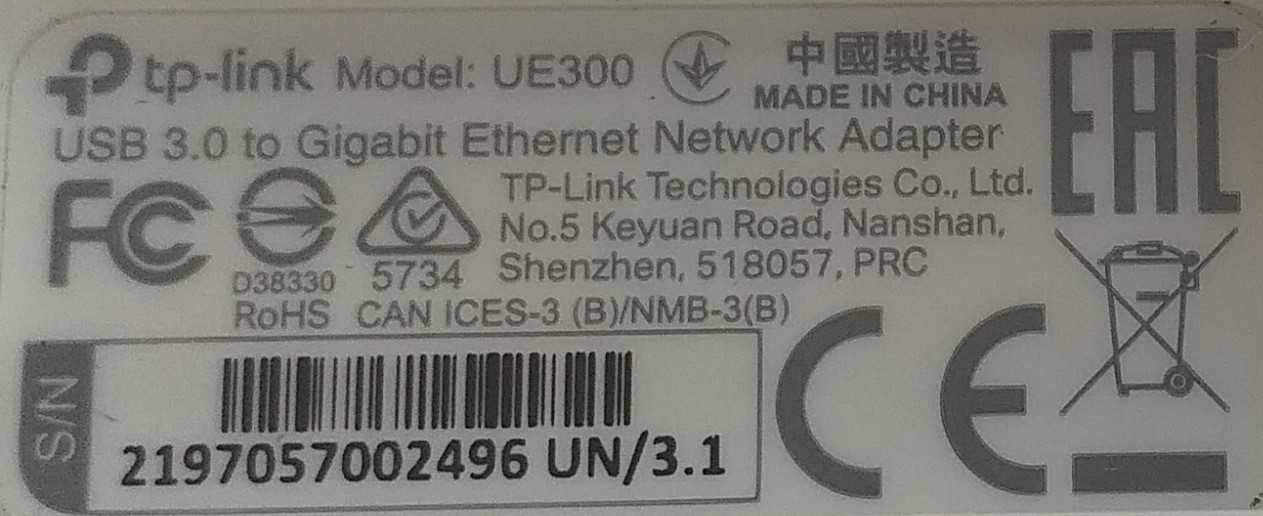 tp-link Model: UE300
中國製造
MADE IN CHINA
USB 3.0 to Gigabit Ethernet Network Adapter
EAC
FC
TP-Link Technologies Co., Ltd.
No.5 Keyuan Road, Nanshan,
Shenzhen, 518057, PRC
D38330
RoHS
5734
CAN ICES-3 (B)/NMB-3(B)
CE
S/N
2197057002496 UN/3.1